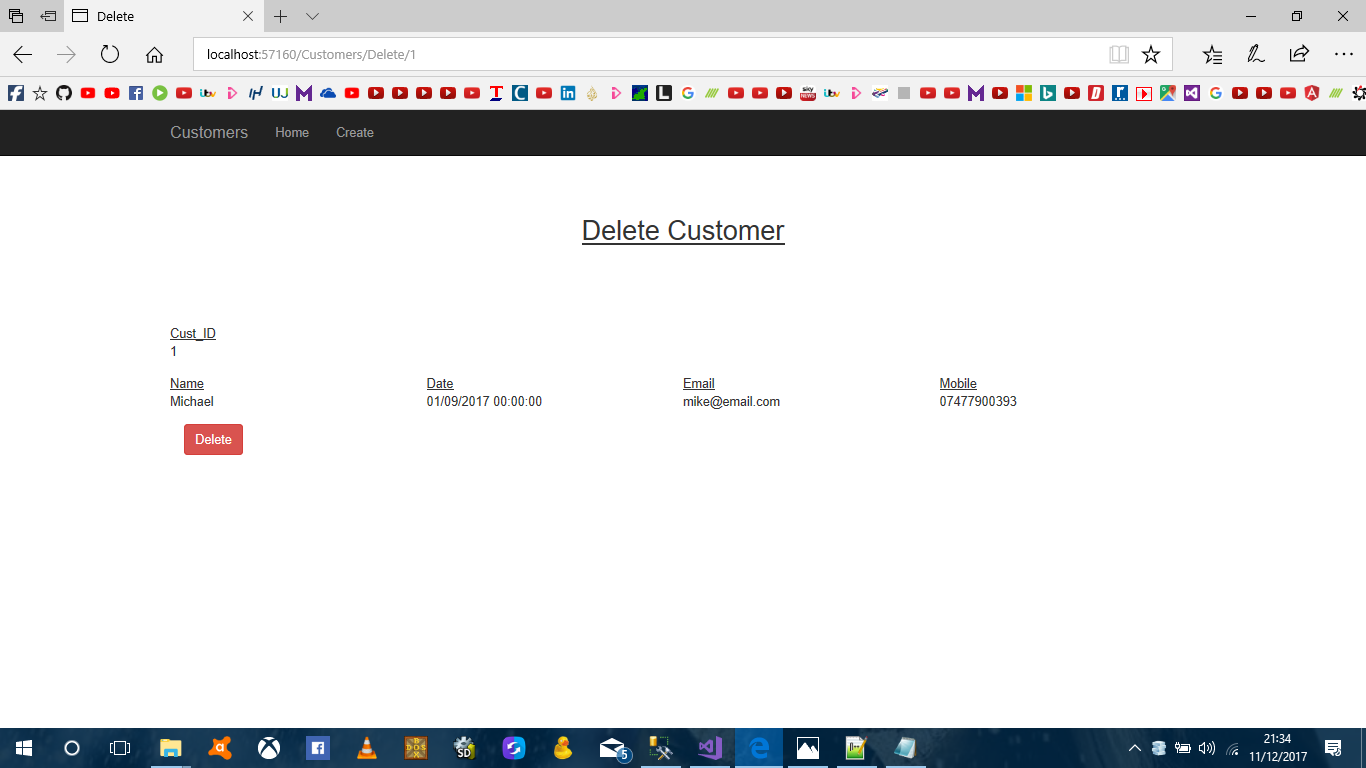 Delete
localhost:57160/Customers/Delete/1
Customers Home Create
Delete Customer
Cust_ID
1
Name Date Email Mobile
Michael 01/09/2017 00:00:00 mike@email.com 07477900393
Delete
21:34
11/12/2017